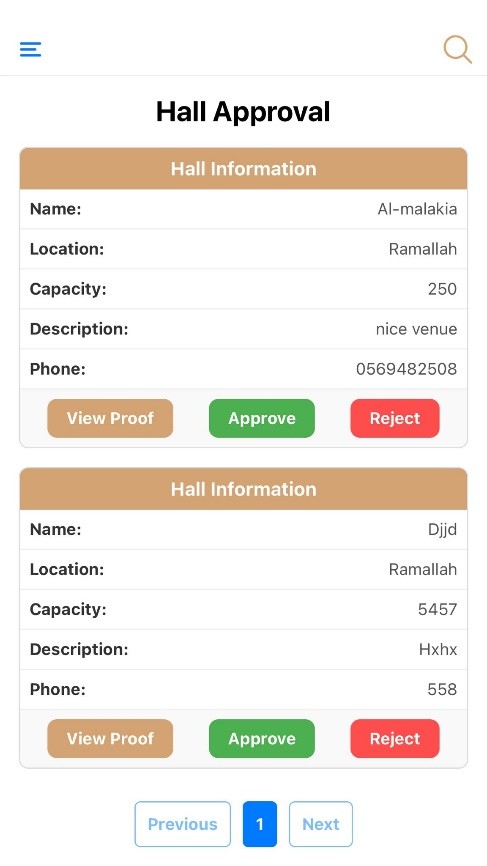 Hall Approval
Hall Information
Name: Al-malakia
Location: Ramallah
Capacity: 250
Description: nice venue
Phone: 0569482508
View Proof Approve Reject
Hall Information
Name: Djjd
Location: Ramallah
Capacity: 5457
Description: Hxhx
Phone: 558
View Proof Approve Reject
Previous 1 Next